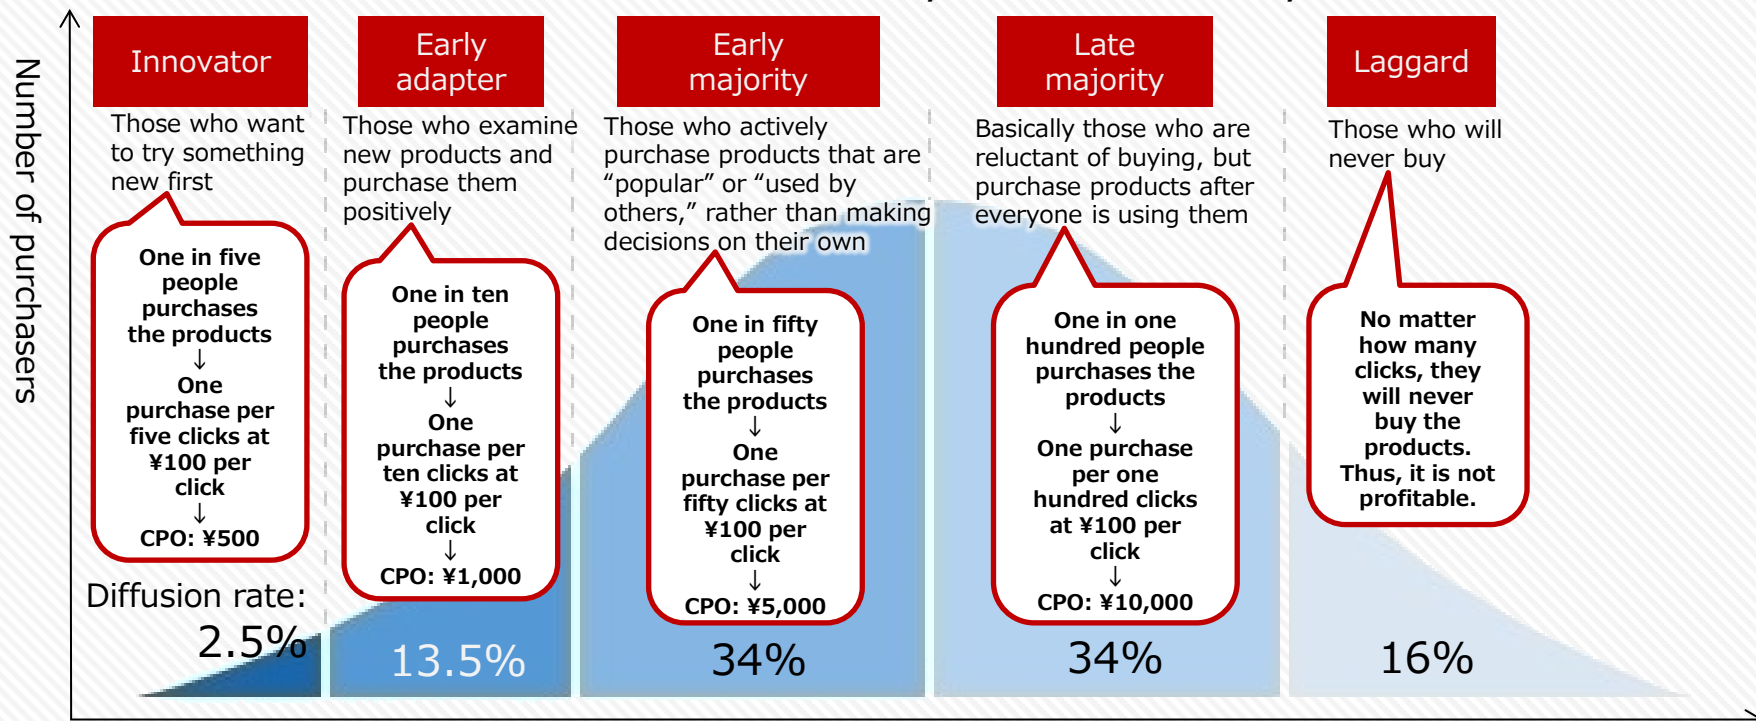 Number of purchasers
Innovator
Those who want
to try something
new first
One in five
people
purchases
the products
↓
One
purchase per
five clicks at
¥100 per
click
↓
CPO: ¥500
Diffusion rate:
2.5%
Early
adapter
Those who examine
new products and
purchase them
positively
One in ten
people
purchases
the products
↓
One
purchase per
ten clicks at
¥100 per
click
↓
CPO: ¥1,000
13.5%
Early
majority
Those who actively
purchase products that are
“popular” or “used by
others,” rather than making
decisions on their own
One in fifty
people
purchases
the products
↓
One
purchase per
fifty clicks at
¥100 per
click
↓
CPO: ¥5,000
34%
Late
majority
Basically those who are
reluctant of buying, but
purchase products after
everyone is using them
One in one
hundred people
purchases the
products
↓
One purchase
per one
hundred clicks
at ¥100 per
click
↓
CPO: ¥10,000
34%
Laggard
Those who will
never buy
No matter
how many
clicks, they
will never
buy the
products.
Thus, it is not
profitable.
16%